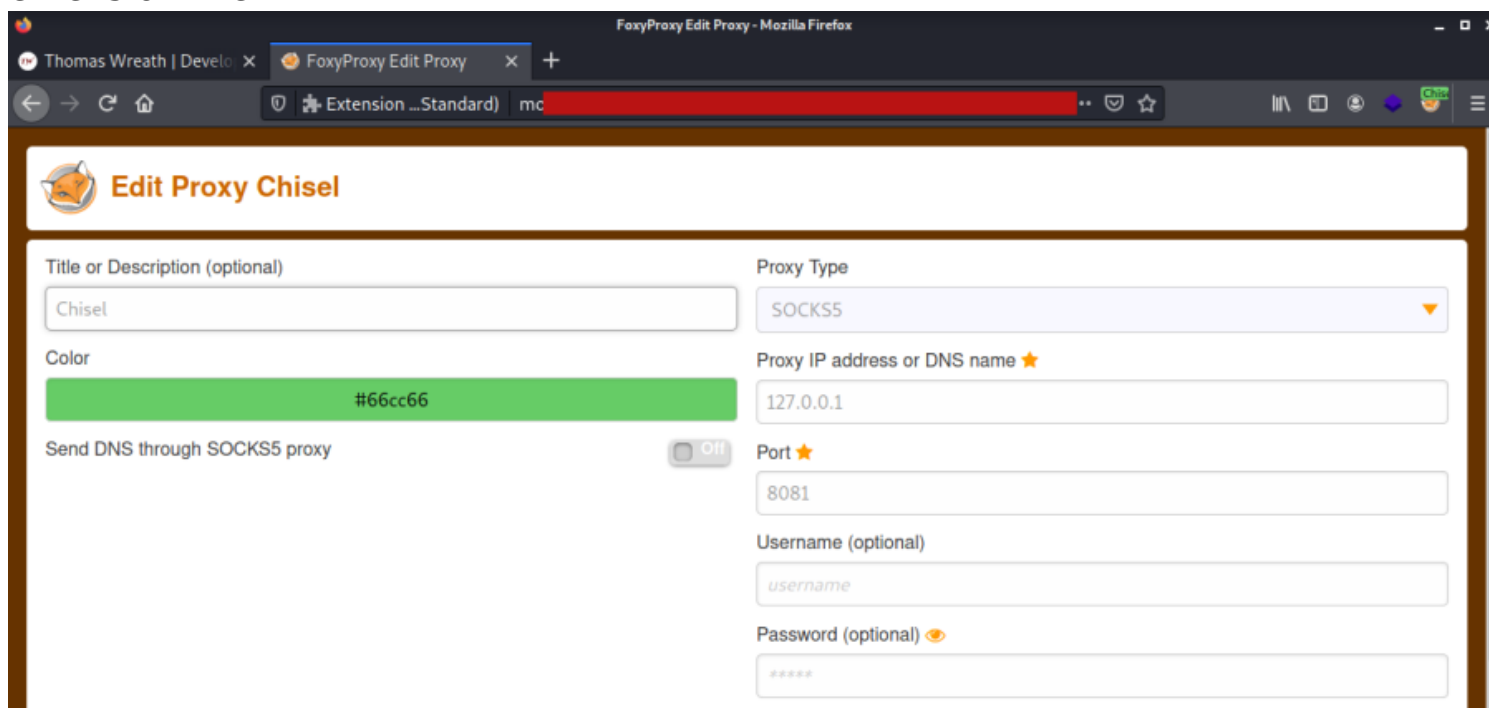 FoxyProxy Edit Proxy - Mozilla Firefox
Thomas Wreath | Develo
FoxyProxy Edit Proxy
Extension ...Standard) mc
Chise
Edit Proxy Chisel
Title or Description (optional)
Chisel
Color
#66cc66
Send DNS through SOCKS5 proxy
Off
Proxy Type
SOCKS5
Proxy IP address or DNS name
127.0.0.1
Port
8081
Username (optional)
username
Password (optional)
*****